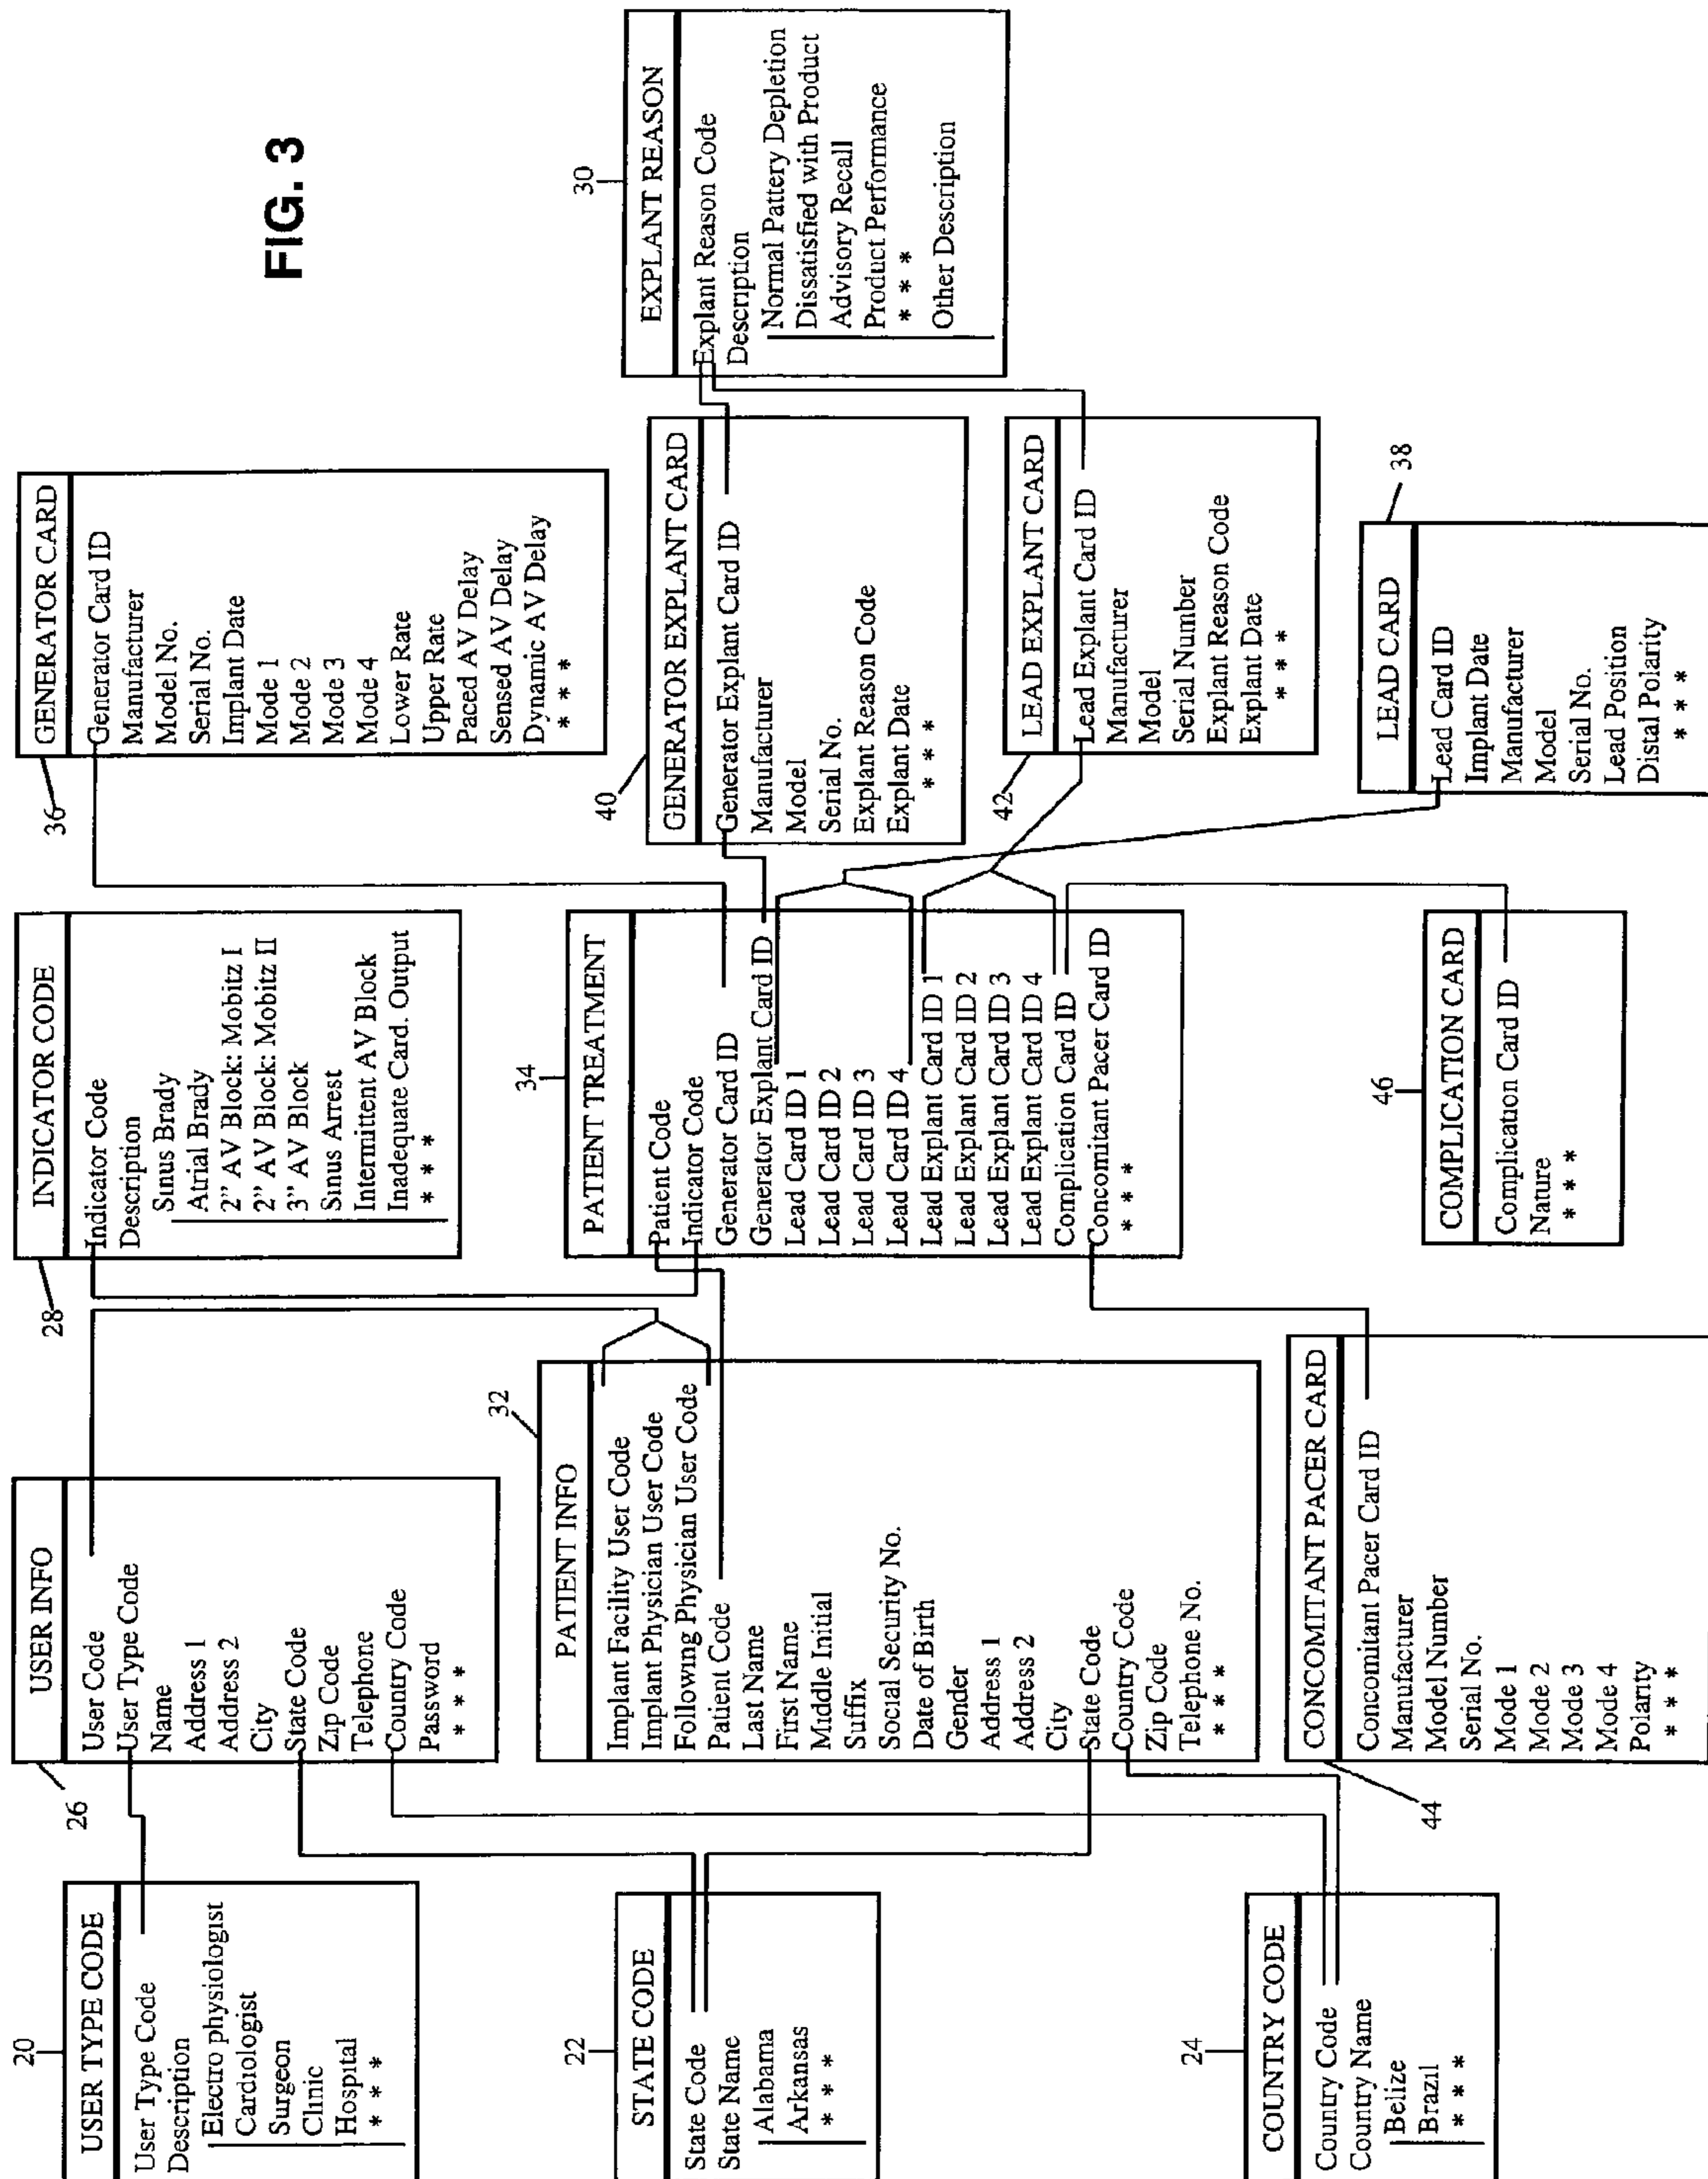 FIG. 3
20
USER TYPE CODE
User Type Code
Description
Electro physiologist
Cardiologist
Surgeon
Clinic
Hospital
* * *
22
STATE CODE
State Code
State Name
Alabama
Arkansas
* * *
24
COUNTRY CODE
Country Code
Country Name
Belize
Brazil
* * *
26
USER INFO
User Code
User Type Code
Name
Address 1
Address 2
City
State Code
Zip Code
Telephone
Country Code
Password
* * *
32
PATIENT INFO
Implant Facility User Code
Implant Physician User Code
Following Physician User Code
Patient Code
Last Name
First Name
Middle Initial
Suffix
Social Security No.
Date of Birth
Gender
Address 1
Address 2
City
State Code
Country Code
Zip Code
Telephone No.
* * *
44
CONCOMITANT PACER CARD
Concomitant Pacer Card ID
Manufacturer
Model Number
Serial No.
Mode 1
Mode 2
Mode 3
Mode 4
Polarity
* * *
28
INDICATOR CODE
Indicator Code
Description
Sinus Brady
Atrial Brady
2" AV Block: Mobitz I
2" AV Block: Mobitz II
3" AV Block
Sinus Arrest
Intermittent AV Block
Inadequate Card. Output
* * *
34
PATIENT TREATMENT
Patient Code
Indicator Code
Generator Card ID
Generator Explant Card ID
Lead Card ID 1
Lead Card ID 2
Lead Card ID 3
Lead Card ID 4
Lead Explant Card ID 1
Lead Explant Card ID 2
Lead Explant Card ID 3
Lead Explant Card ID 4
Complication Card ID
Concomitant Pacer Card ID
* * *
46
COMPLICATION CARD
Complication Card ID
Nature
* * *
36
GENERATOR CARD
Generator Card ID
Manufacturer
Model No.
Serial No.
Implant Date
Mode 1
Mode 2
Mode 3
Mode 4
Lower Rate
Upper Rate
Paced AV Delay
Sensed AV Delay
Dynamic AV Delay
* * *
40
GENERATOR EXPLANT CARD
Generator Explant Card ID
Manufacturer
Model
Serial No.
Explant Reason Code
Explant Date
* * *
42
LEAD EXPLANT CARD
Lead Explant Card ID
Manufacturer
Model
Serial Number
Explant Reason Code
Explant Date
* * *
38
LEAD CARD
Lead Card ID
Implant Date
Manufacturer
Model
Serial No.
Lead Position
Distal Polarity
* * *
30
EXPLANT REASON
Explant Reason Code
Description
Normal Pattery Depletion
Dissatisfied with Product
Advisory Recall
Product Performance
* * *
Other Description